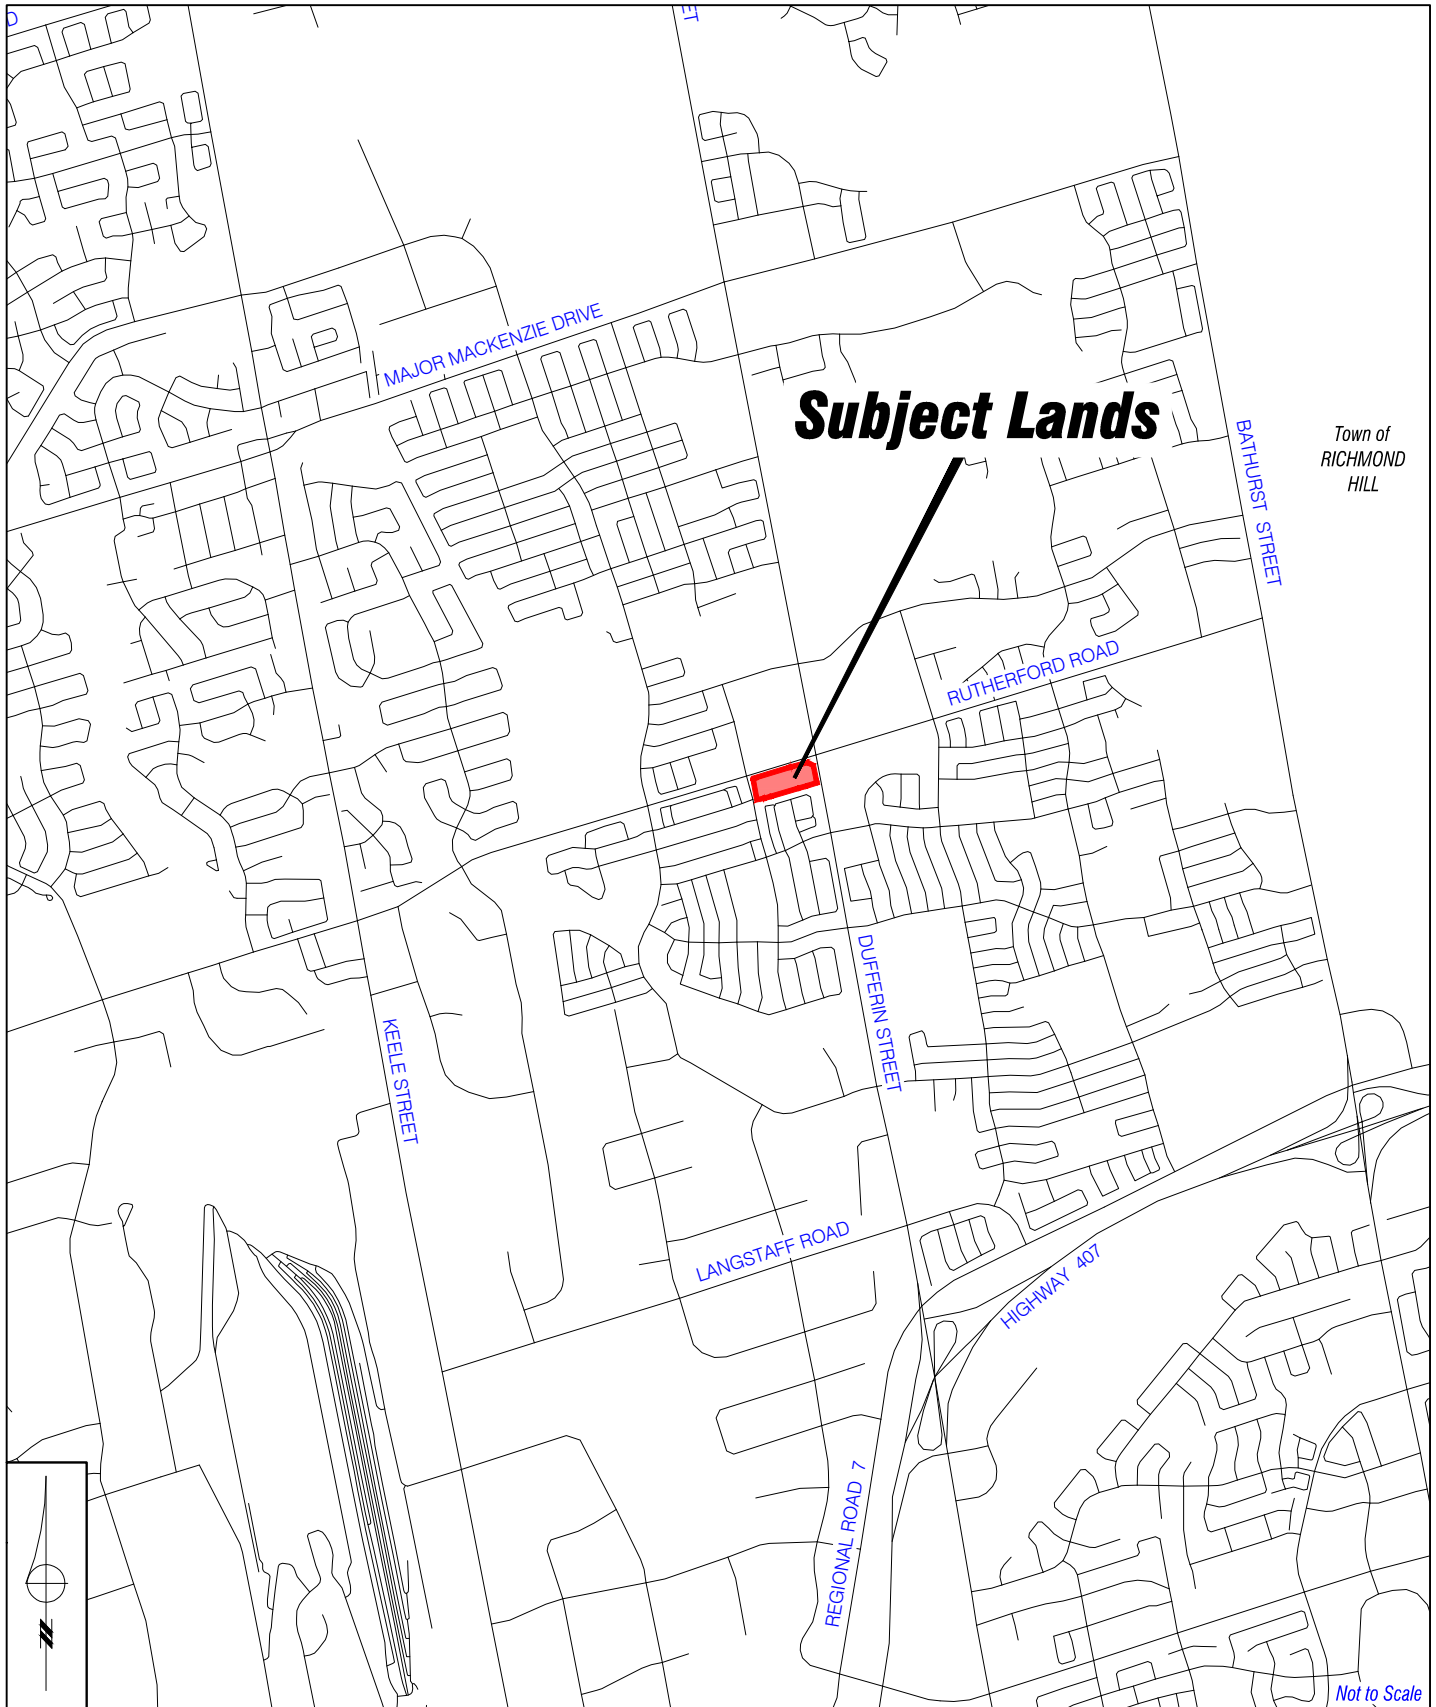 D
ET
MAJOR MACKENZIE DRIVE
Subject Lands
BATHURST STREET
Town of
RICHMOND
HILL
RUTHERFORD ROAD
DUFFERIN STREET
KEELE STREET
LANGSTAFF ROAD
HIGHWAY 407
REGIONAL ROAD 7
N
Not to Scale